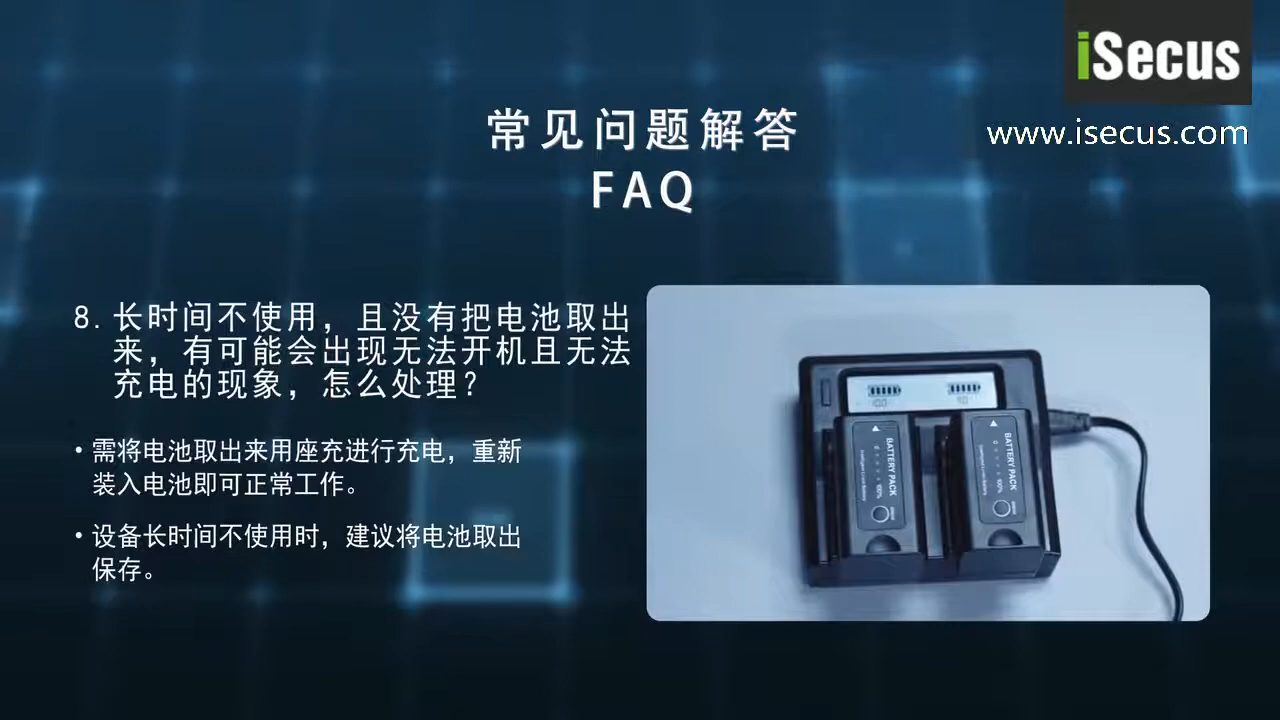 iSecus
www.isecus.com
常见问题解答
FAQ
8. 长时间不使用，且没有把电池取出
来，有可能会出现无法开机且无法
充电的现象，怎么处理？
• 需将电池取出来用座充进行充电，重新
装入电池即可正常工作。
• 设备长时间不使用时，建议将电池取出
保存。
BATTERY PACK
100%
BATTERY PACK
100%